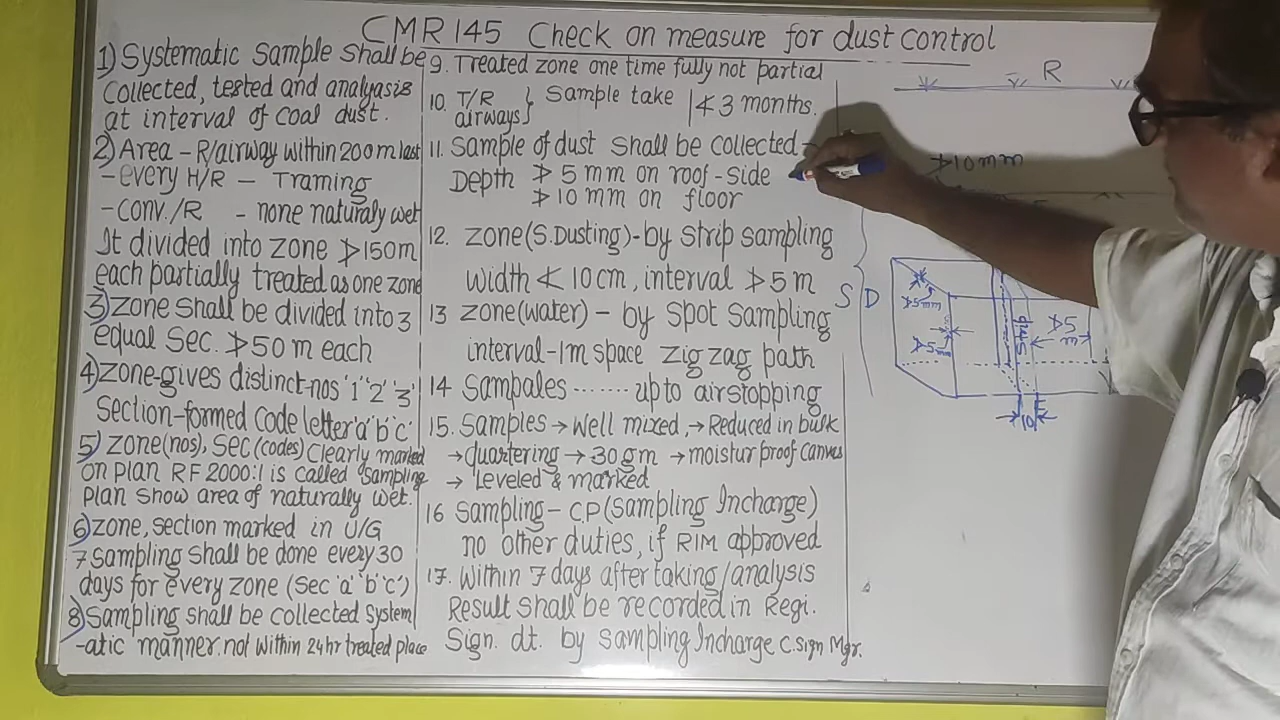 CMR 145 Check on measure for dust control
1) Systematic Sample Shall be
Collected, tested and analyasis
at interval of coal dust.
2) Area - R/airway within 200m last
- every H/R - Traming
- Conv./R - none naturaly wet
It divided into zone ≯150m
each partially treated as one zone
3) Zone shall be divided into 3
equal Sec. ≯50m each
4) Zone-gives distinct-nos '1' '2' '3'
Section-formed Code letter 'a' 'b' 'c'
5) Zone (nos), Sec (codes) Clearly marked
on plan RF 2000:1 is called Sampling
Plan show area of naturally wet.
6) Zone, section marked in U/G
7 Sampling shall be done every 30
days for every zone (Sec 'a' 'b' 'c')
8) Sampling shall be collected System
-atic manner. not within 24hr treated place
9. Treated zone one time fully not partial
10. T/R
airways } Sample take | ≮ 3 months.
11. Sample of dust Shall be collected -
Depth ≯ 5 mm on roof-side
≯ 10 mm on floor
12. Zone (S. Dusting) - by Strip sampling
width ≮ 10 cm, interval ≯ 5 m
13 Zone (water) - by Spot Sampling
interval-1m space zig zag path
14 Sampales ........ up to airstopping
15. Samples → Well mixed, → Reduced in bulk
→ quartering → 30 gm → moistur proof canvas
→ Leveled & marked
16 Sampling - C.P (Sampling Incharge)
no other duties, if RIM approved
17. Within 7 days after taking/analysis
Result shall be recorded in Regi.
Sign. dt. by Sampling Incharge C. Sign Mgr.
R
≯10mm
S D
≯5mm
≯5mm
≯5
m
10